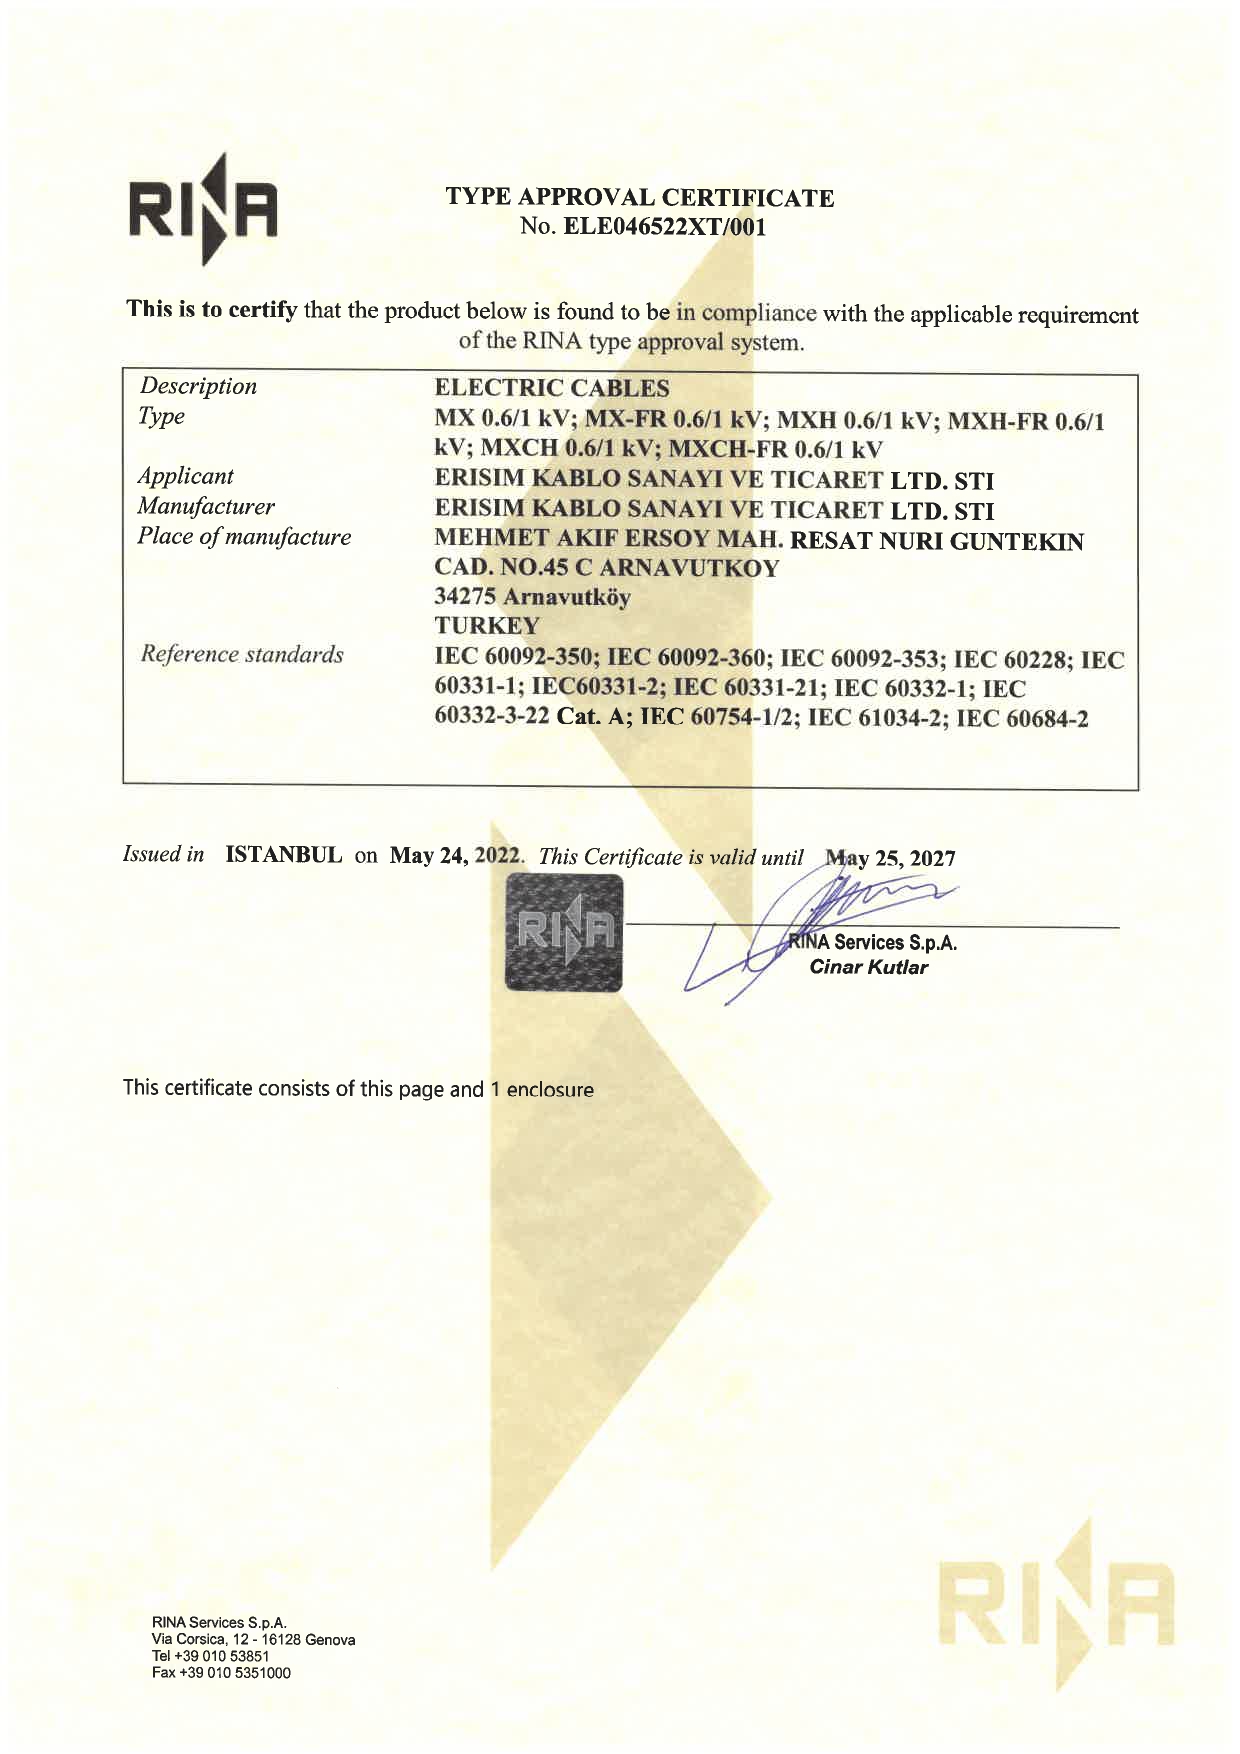 RINA
TYPE APPROVAL CERTIFICATE
No. ELE046522XT/001
This is to certify that the product below is found to be in compliance with the applicable requirement
of the RINA type approval system.
Description ELECTRIC CABLES
Type MX 0.6/1 kV; MX-FR 0.6/1 kV; MXH 0.6/1 kV; MXH-FR 0.6/1
kV; MXCH 0.6/1 kV; MXCH-FR 0.6/1 kV
Applicant ERISIM KABLO SANAYI VE TICARET LTD. STI
Manufacturer ERISIM KABLO SANAYI VE TICARET LTD. STI
Place of manufacture MEHMET AKIF ERSOY MAH. RESAT NURI GUNTEKIN
CAD. NO.45 C ARNAVUTKOY
34275 Arnavutköy
TURKEY
Reference standards IEC 60092-350; IEC 60092-360; IEC 60092-353; IEC 60228; IEC
60331-1; IEC60331-2; IEC 60331-21; IEC 60332-1; IEC
60332-3-22 Cat. A; IEC 60754-1/2; IEC 61034-2; IEC 60684-2
Issued in ISTANBUL on May 24, 2022. This Certificate is valid until May 25, 2027
RINA
RINA Services S.p.A.
Cinar Kutlar
This certificate consists of this page and 1 enclosure
RINA
RINA Services S.p.A.
Via Corsica, 12 - 16128 Genova
Tel +39 010 53851
Fax +39 010 5351000